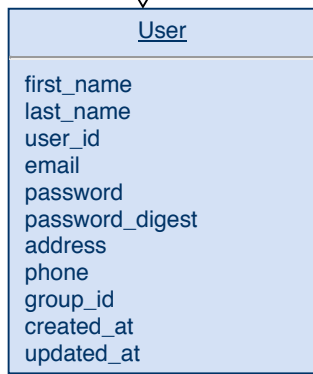 User
first_name
last_name
user_id
email
password
password_digest
address
phone
group_id
created_at
updated_at